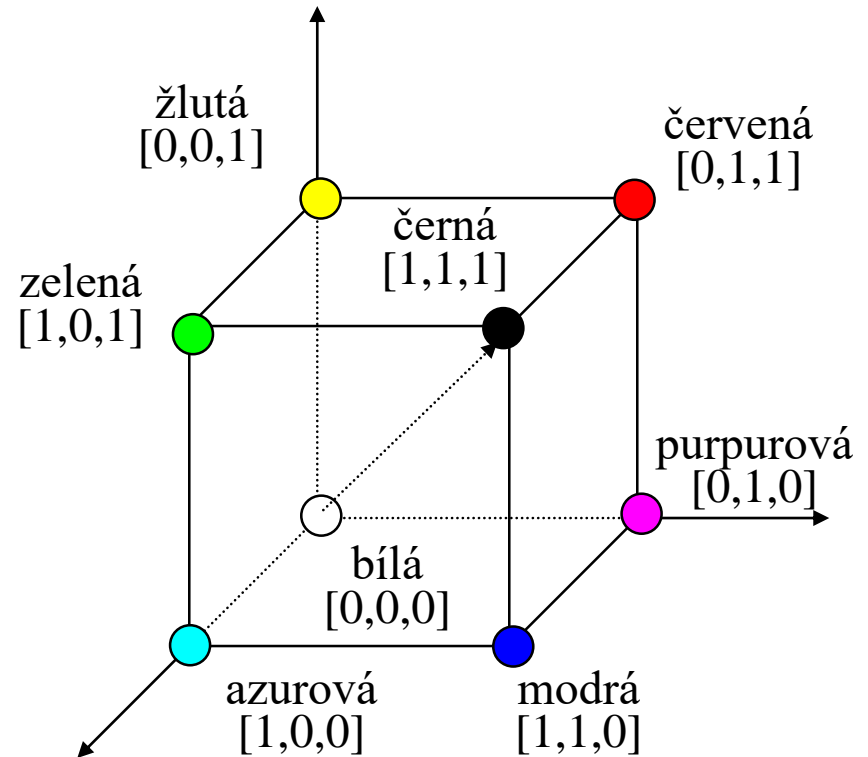 žlutá
[0,0,1]
červená
[0,1,1]
černá
[1,1,1]
zelená
[1,0,1]
purpurová
[0,1,0]
bílá
[0,0,0]
azurová
[1,0,0]
modrá
[1,1,0]